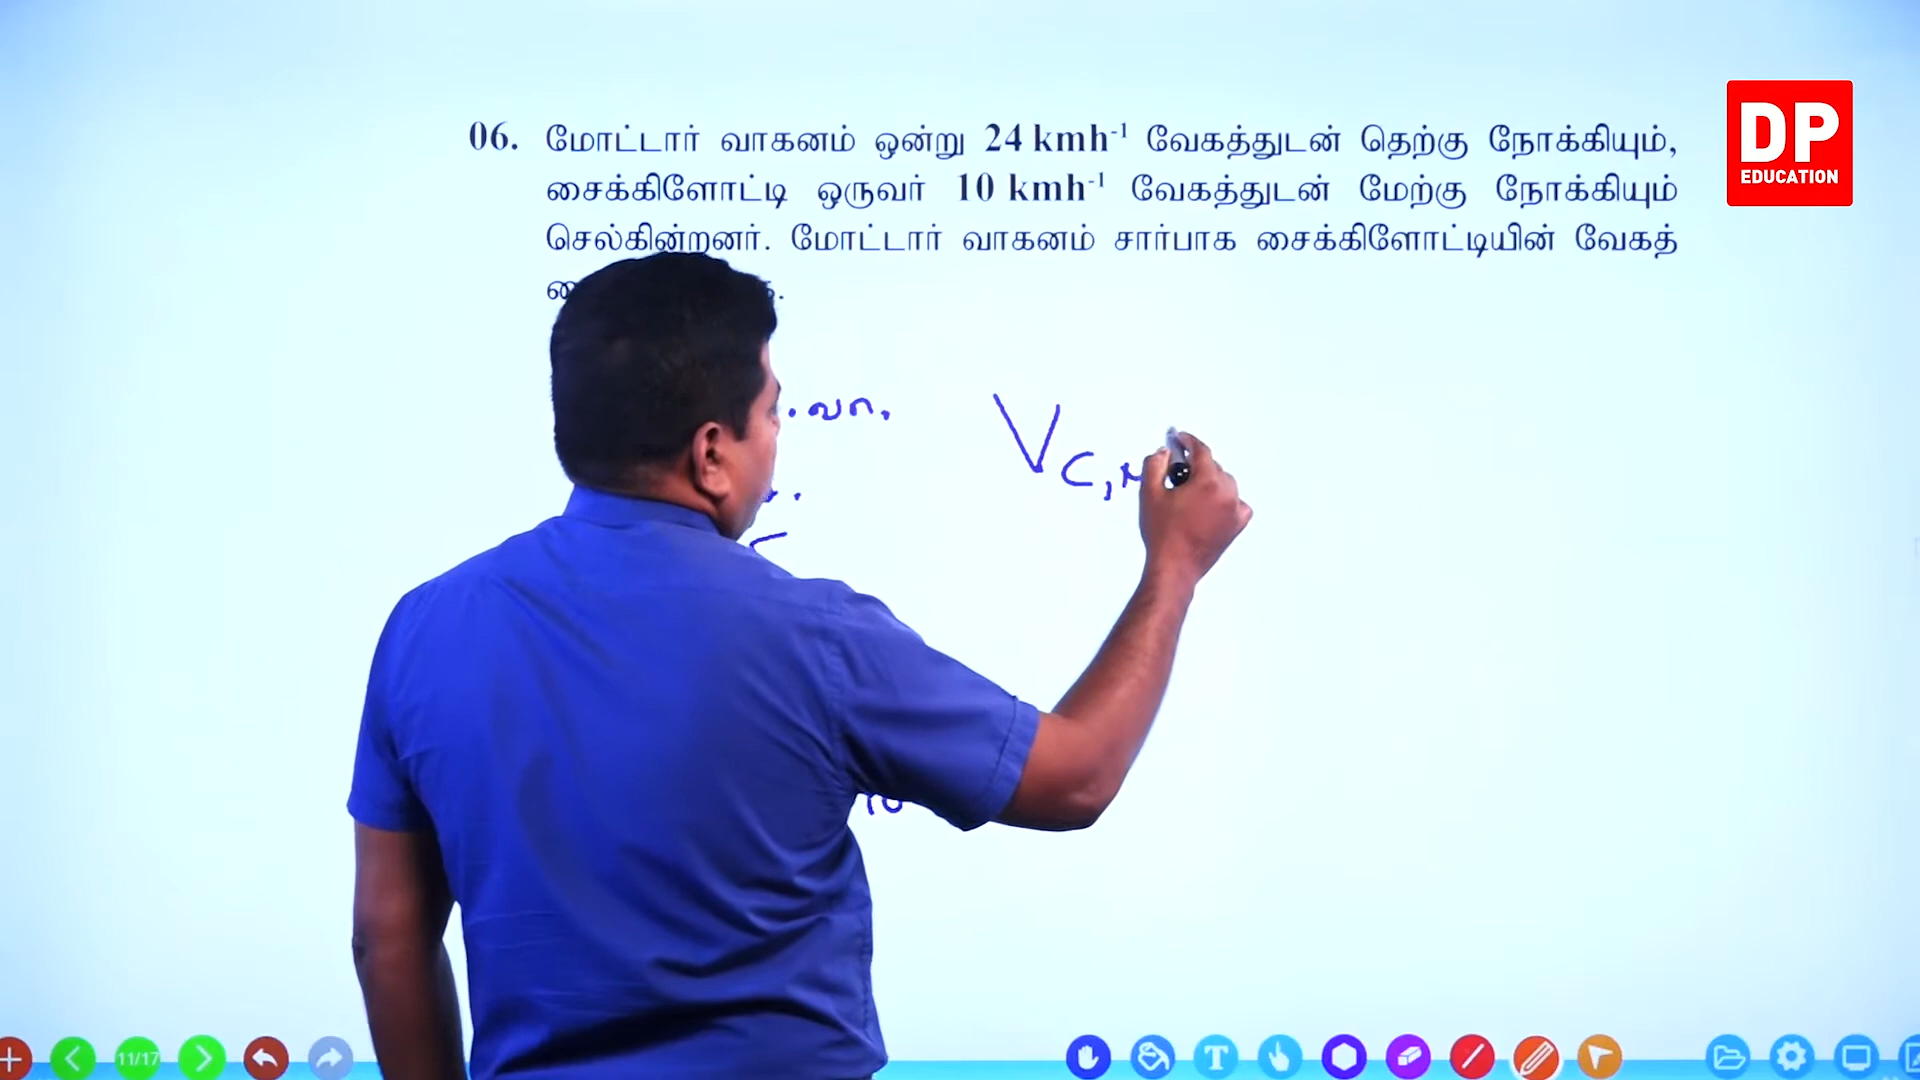 06. மோட்டார் வாகனம் ஒன்று 24 kmh⁻¹ வேகத்துடன் தெற்கு நோக்கியும்,
சைக்கிளோட்டி ஒருவர் 10 kmh⁻¹ வேகத்துடன் மேற்கு நோக்கியும்
செல்கின்றனர். மோட்டார் வாகனம் சார்பாக சைக்கிளோட்டியின் வேகத்
DP
EDUCATION
.வா.
V C,M
10
11/17